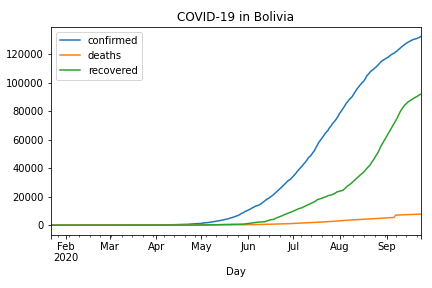 COVID-19 in Bolivia
confirmed
deaths
recovered
120000
100000
80000
60000
40000
20000
0
Feb Mar Apr May Jun Jul Aug Sep
2020
Day